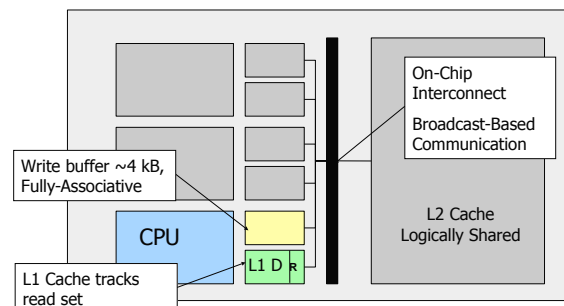 On-Chip
Interconnect
Broadcast-Based
Communication
Write buffer ~4 kB,
Fully-Associative
CPU
L2 Cache
Logically Shared
L1 D
R
L1 Cache tracks
read set